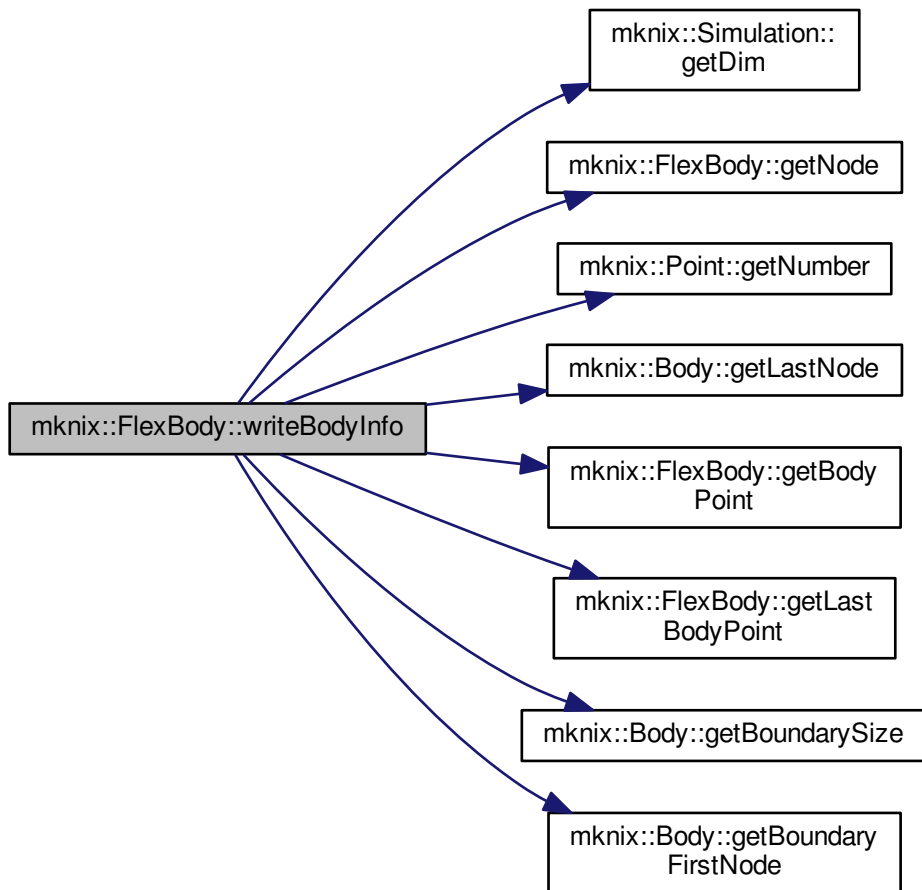 mknix::Simulation::
getDim
mknix::FlexBody::getNode
mknix::Point::getNumber
mknix::Body::getLastNode
mknix::FlexBody::writeBodyInfo
mknix::FlexBody::getBody
Point
mknix::FlexBody::getLast
BodyPoint
mknix::Body::getBoundarySize
mknix::Body::getBoundary
FirstNode